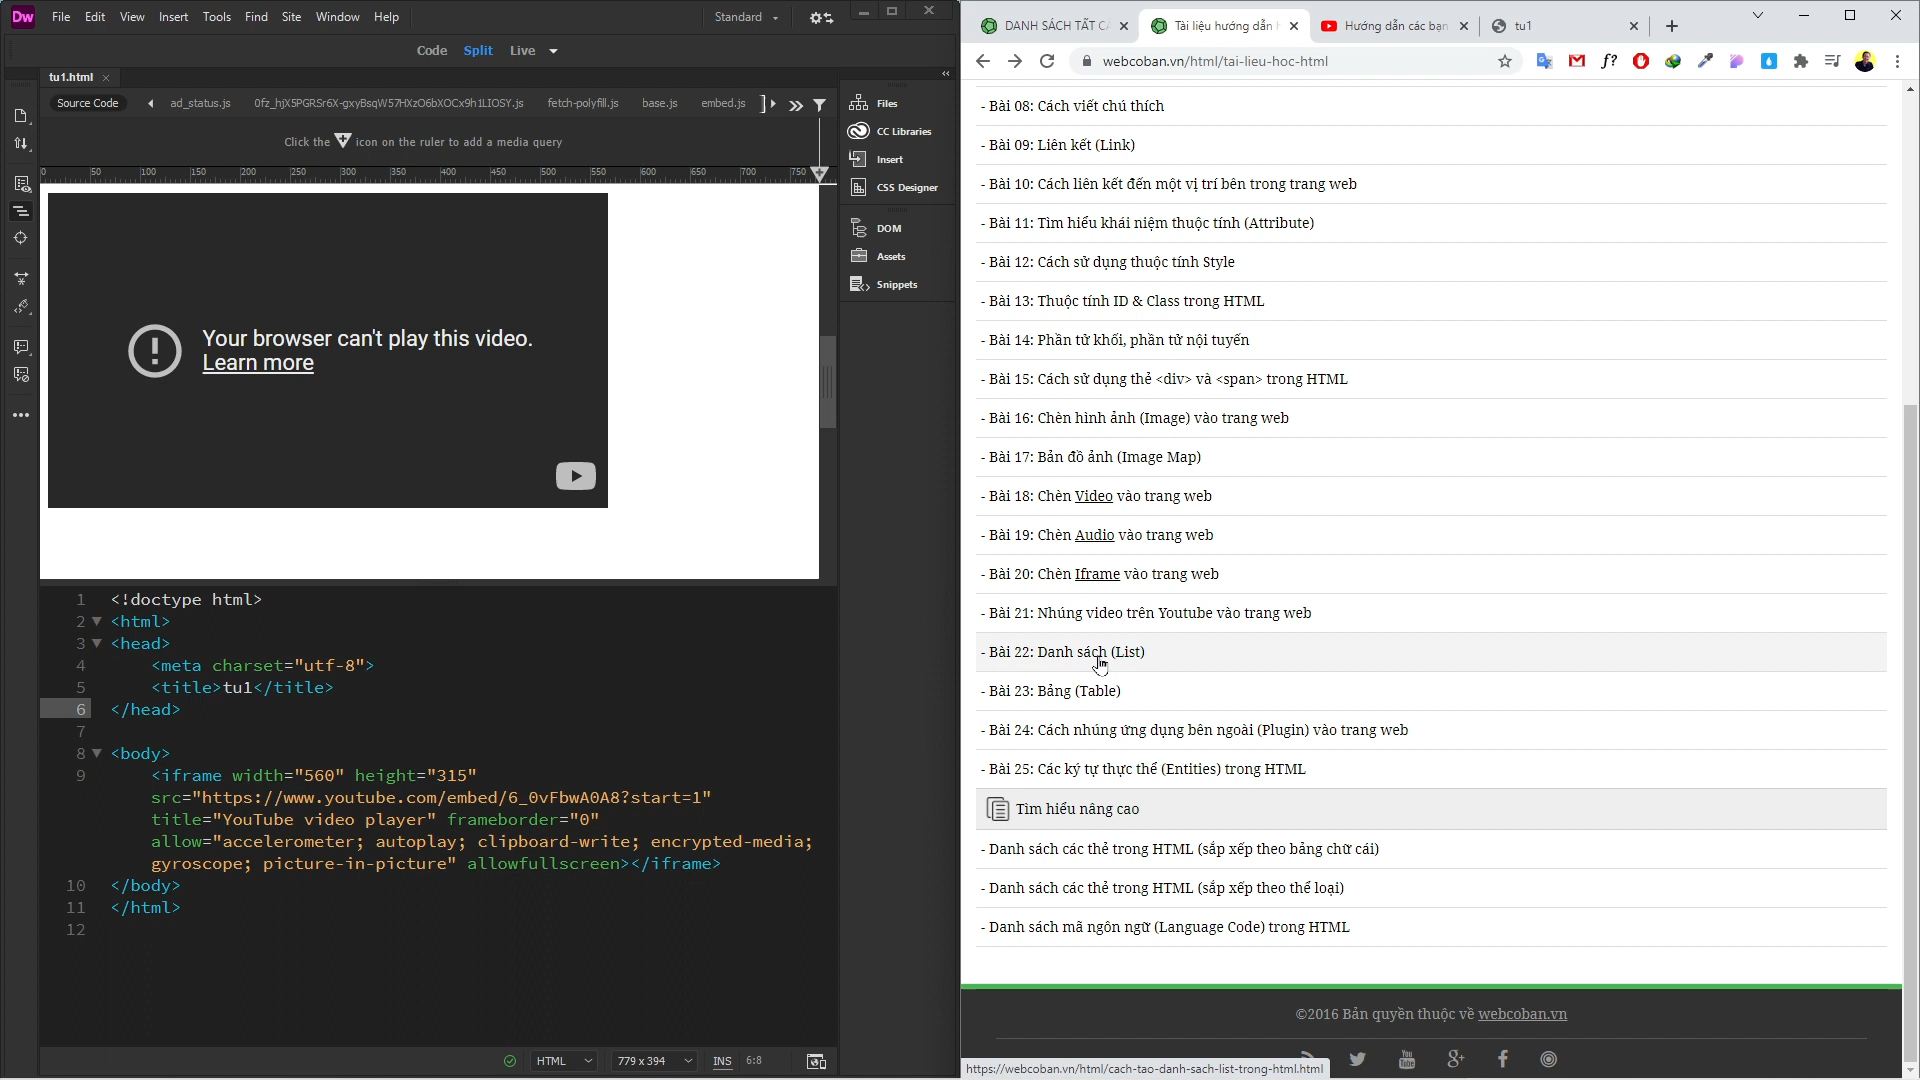 File Edit View Insert Tools Find Site Window Help
Standard
Code Split Live
tu1.html
Source Code ad_status.js 0fz_hjX5PGRSr6X-gxyBsqW57HXzO6bXOCx9h1LIOSY.js fetch-polyfill.js base.js embed.js
Click the icon on the ruler to add a media query
0 50 100 150 200 250 300 350 400 450 500 550 600 650 700 750
Your browser can't play this video.
Learn more
Files
CC Libraries
Insert
CSS Designer
DOM
Assets
Snippets
1 <!doctype html>
2 <html>
3 <head>
4 <meta charset="utf-8">
5 <title>tu1</title>
6 </head>
7
8 <body>
9 <iframe width="560" height="315"
src="https://www.youtube.com/embed/6_0vFbwA0A8?start=1"
title="YouTube video player" frameborder="0"
allow="accelerometer; autoplay; clipboard-write; encrypted-media;
gyroscope; picture-in-picture" allowfullscreen></iframe>
10 </body>
11 </html>
12
HTML 779 x 394 INS 6:8
DANH SÁCH TẤT CẢ Tài liệu hướng dẫn Hướng dẫn các bạn tu1
webcoban.vn/html/tai-lieu-hoc-html
- Bài 08: Cách viết chú thích
- Bài 09: Liên kết (Link)
- Bài 10: Cách liên kết đến một vị trí bên trong trang web
- Bài 11: Tìm hiểu khái niệm thuộc tính (Attribute)
- Bài 12: Cách sử dụng thuộc tính Style
- Bài 13: Thuộc tính ID & Class trong HTML
- Bài 14: Phần tử khối, phần tử nội tuyến
- Bài 15: Cách sử dụng thẻ <div> và <span> trong HTML
- Bài 16: Chèn hình ảnh (Image) vào trang web
- Bài 17: Bản đồ ảnh (Image Map)
- Bài 18: Chèn Video vào trang web
- Bài 19: Chèn Audio vào trang web
- Bài 20: Chèn Iframe vào trang web
- Bài 21: Nhúng video trên Youtube vào trang web
- Bài 22: Danh sách (List)
- Bài 23: Bảng (Table)
- Bài 24: Cách nhúng ứng dụng bên ngoài (Plugin) vào trang web
- Bài 25: Các ký tự thực thể (Entities) trong HTML
Tìm hiểu nâng cao
- Danh sách các thẻ trong HTML (sắp xếp theo bảng chữ cái)
- Danh sách các thẻ trong HTML (sắp xếp theo thể loại)
- Danh sách mã ngôn ngữ (Language Code) trong HTML
©2016 Bản quyền thuộc về webcoban.vn
https://webcoban.vn/html/cach-tao-danh-sach-list-trong-html.html